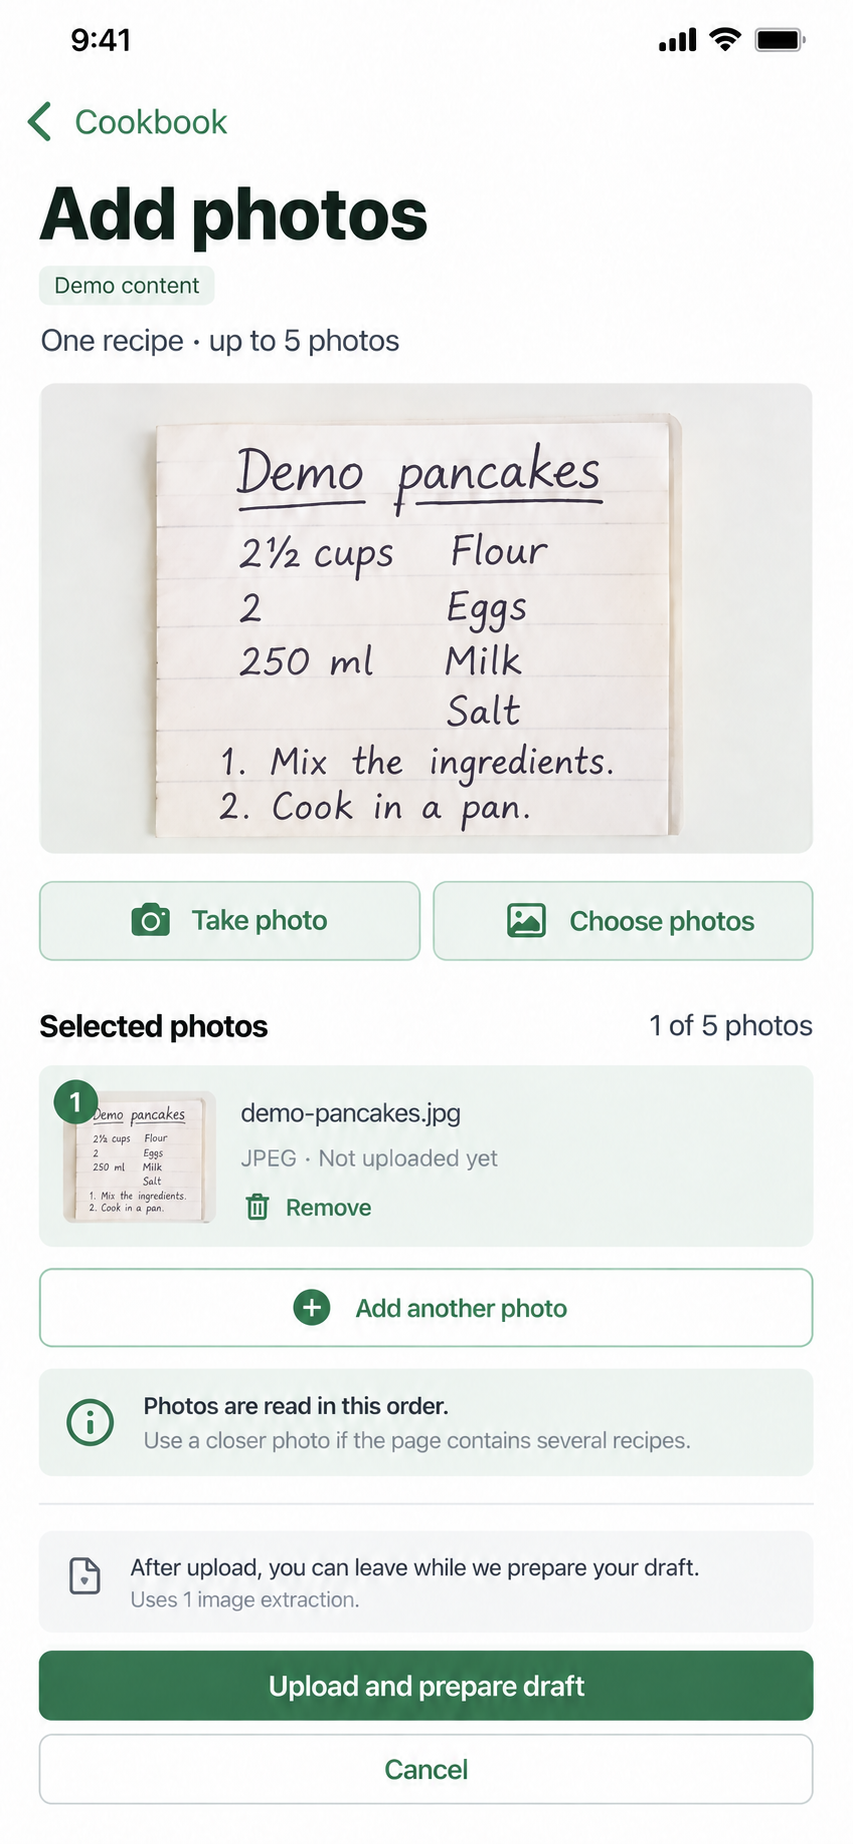 9:41
Cookbook
Add photos
Demo content
One recipe · up to 5 photos
Demo pancakes
2½ cups Flour
2 Eggs
250 ml Milk
Salt
1. Mix the ingredients.
2. Cook in a pan.
Take photo Choose photos
Selected photos 1 of 5 photos
1
Demo pancakes
2½ cups Flour
2 Eggs
250 ml Milk
Salt
1. Mix the ingredients.
2. Cook in a pan.
demo-pancakes.jpg
JPEG · Not uploaded yet
Remove
Add another photo
Photos are read in this order.
Use a closer photo if the page contains several recipes.
After upload, you can leave while we prepare your draft.
Uses 1 image extraction.
Upload and prepare draft
Cancel